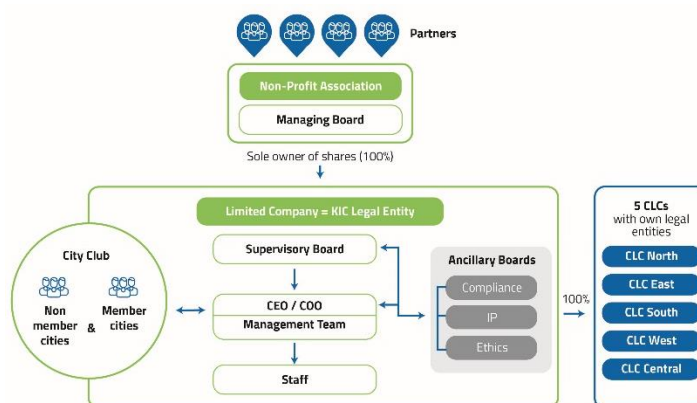 Partners
Non-Profit Association
Managing Board
Sole owner of shares (100%)
Limited Company = KIC Legal Entity
Supervisory Board
CEO / COO
Management Team
Staff
City Club
Non
member
cities
&
Member
cities
Ancillary Boards
Compliance
IP
Ethics
100%
5 CLCs
with own legal
entities
CLC North
CLC East
CLC South
CLC West
CLC Central